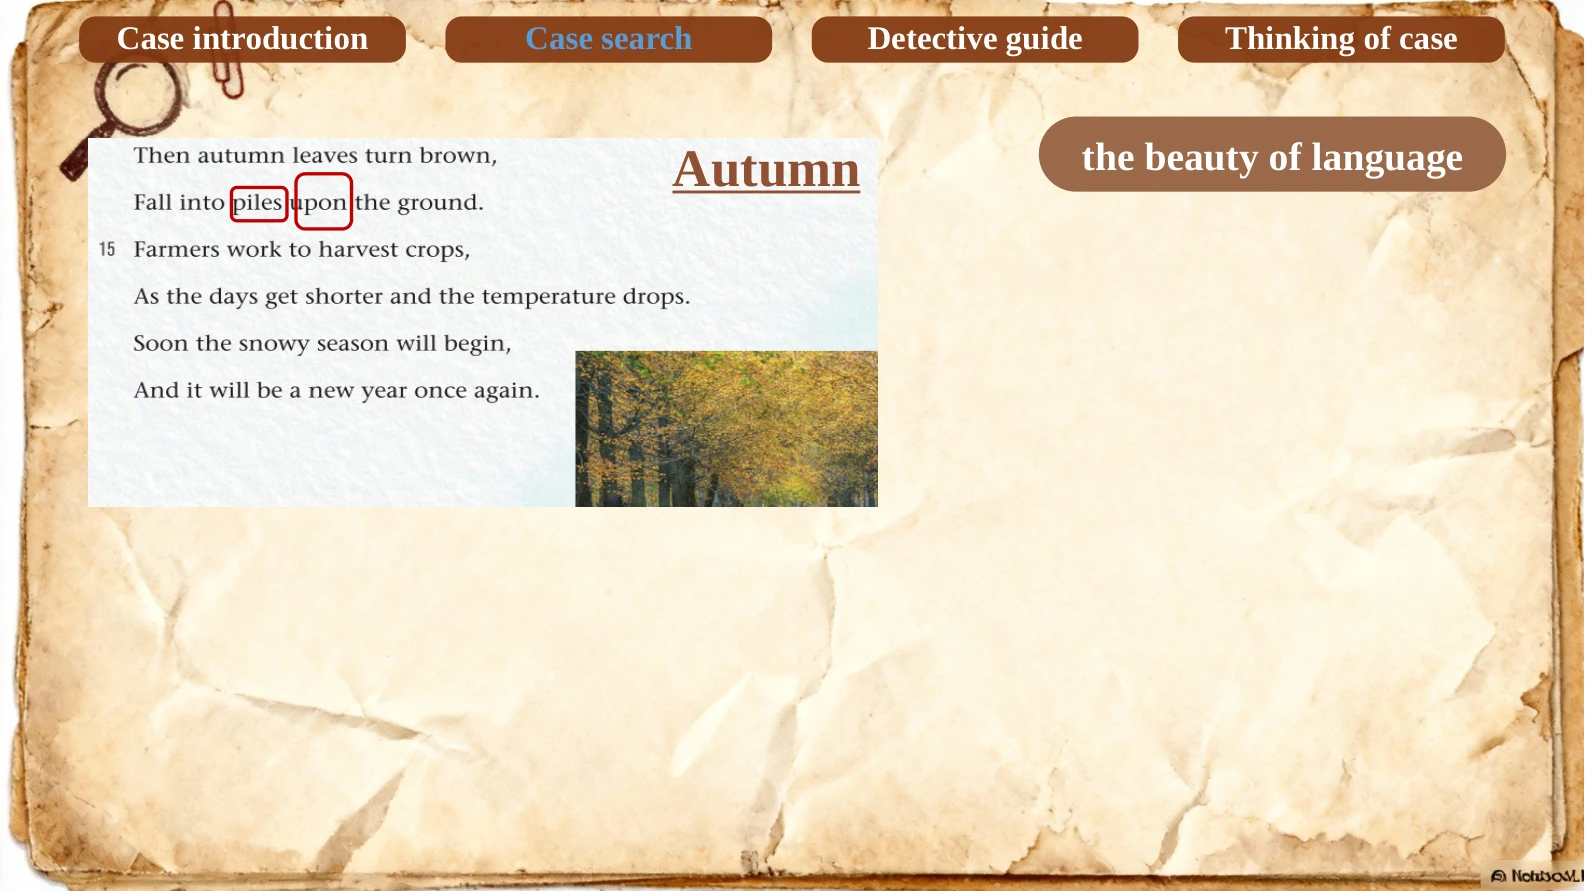 Case introduction
Case search
Detective guide
Thinking of case
the beauty of language
Autumn
Then autumn leaves turn brown,
Fall into piles upon the ground.
15 Farmers work to harvest crops,
As the days get shorter and the temperature drops.
Soon the snowy season will begin,
And it will be a new year once again.